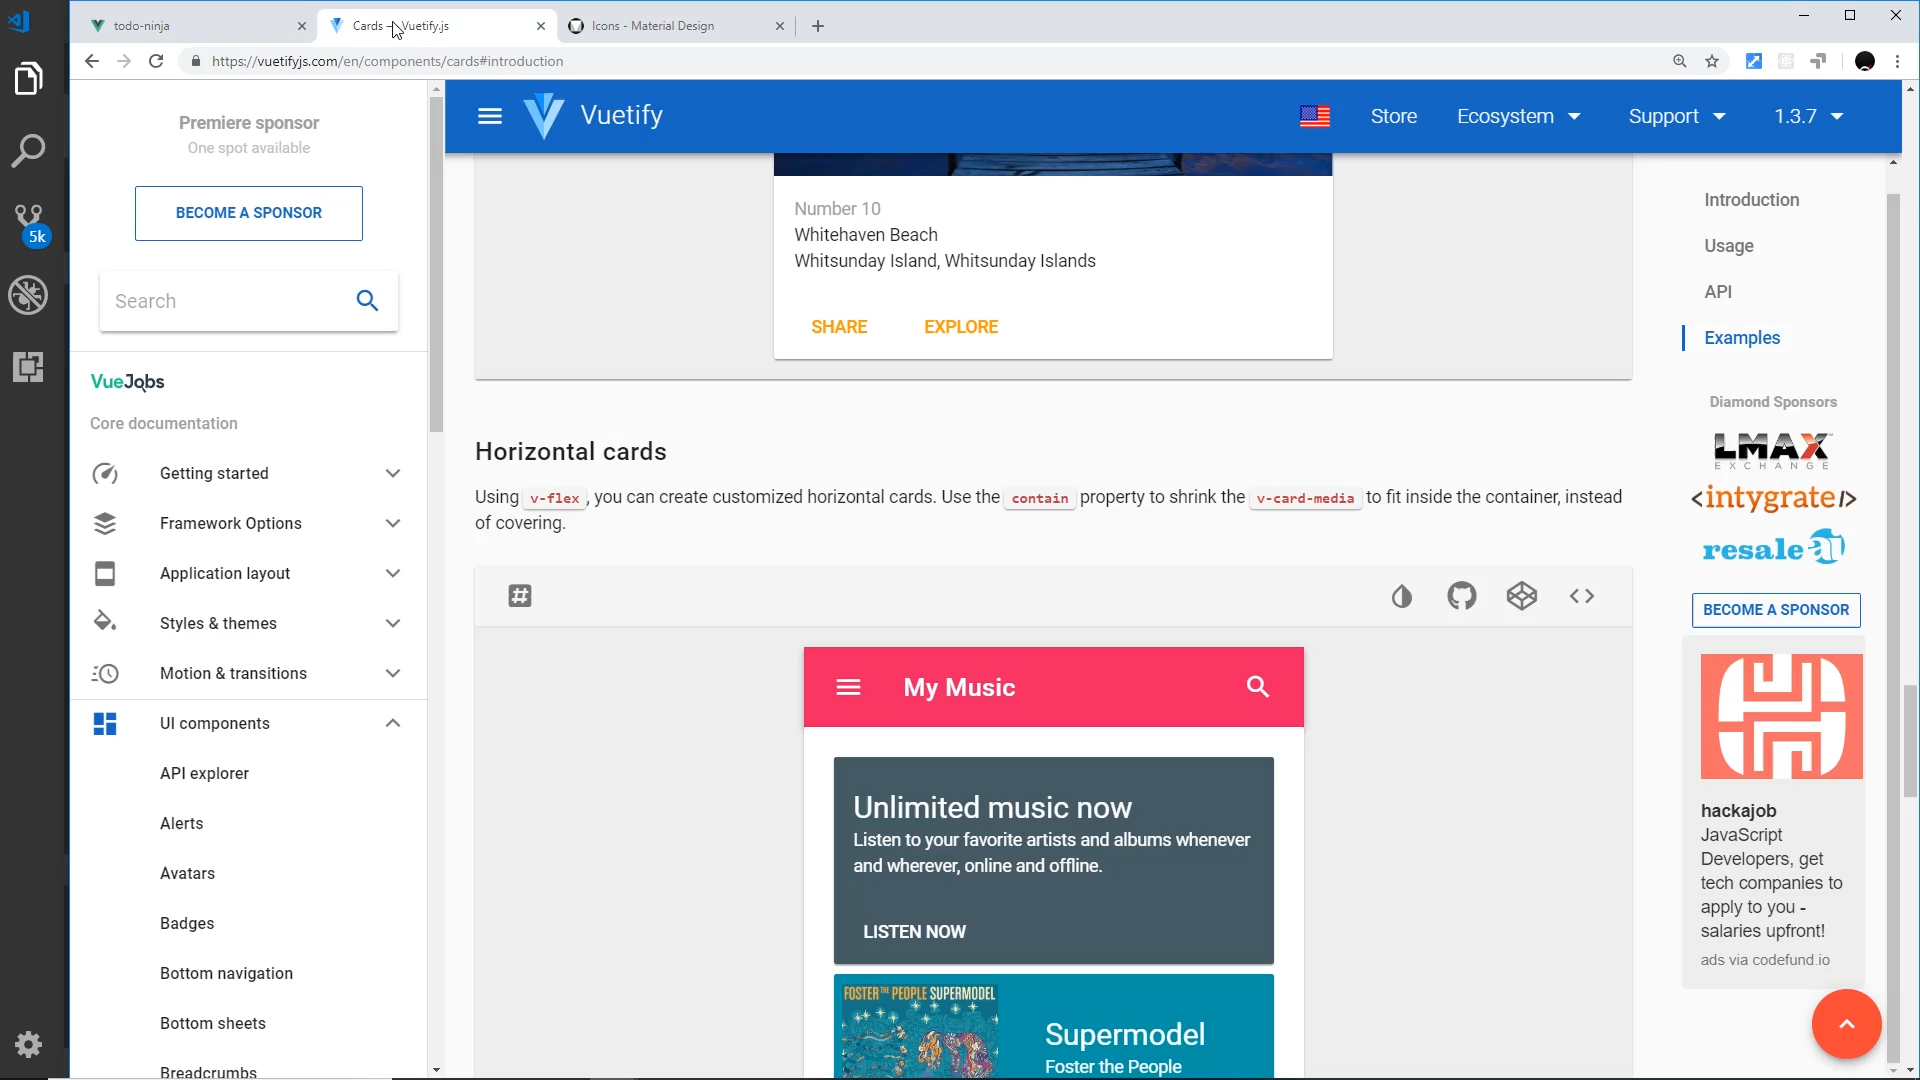 todo-ninja
Cards — Vuetify.js
Icons - Material Design
https://vuetifyjs.com/en/components/cards#introduction
5k
Premiere sponsor
One spot available
BECOME A SPONSOR
Search
VueJobs
Core documentation
Getting started
Framework Options
Application layout
Styles & themes
Motion & transitions
UI components
API explorer
Alerts
Avatars
Badges
Bottom navigation
Bottom sheets
Breadcrumbs
Vuetify
Store
Ecosystem
Support
1.3.7
Number 10
Whitehaven Beach
Whitsunday Island, Whitsunday Islands
SHARE
EXPLORE
Horizontal cards
Using v-flex, you can create customized horizontal cards. Use the contain property to shrink the v-card-media to fit inside the container, instead
of covering.
My Music
Unlimited music now
Listen to your favorite artists and albums whenever
and wherever, online and offline.
LISTEN NOW
FOSTER THE PEOPLE SUPERMODEL
Supermodel
Foster the People
Introduction
Usage
API
Examples
Diamond Sponsors
LMAX
EXCHANGE
<intygrate/>
resale ai
BECOME A SPONSOR
hackajob
JavaScript
Developers, get
tech companies to
apply to you -
salaries upfront!
ads via codefund.io